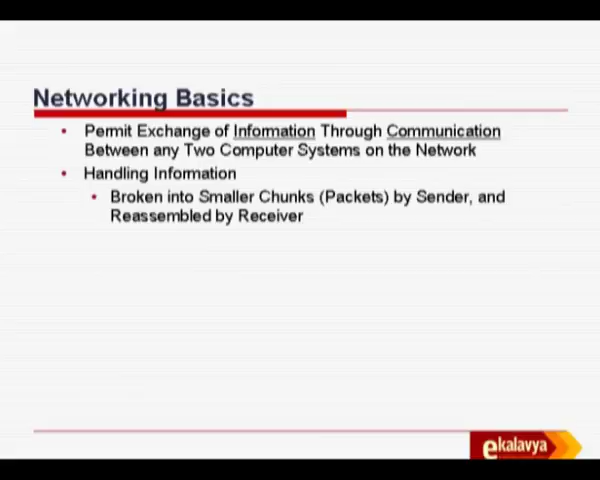 Networking Basics
• Permit Exchange of Information Through Communication
Between any Two Computer Systems on the Network
• Handling Information
• Broken into Smaller Chunks (Packets) by Sender, and
Reassembled by Receiver
ekalavya